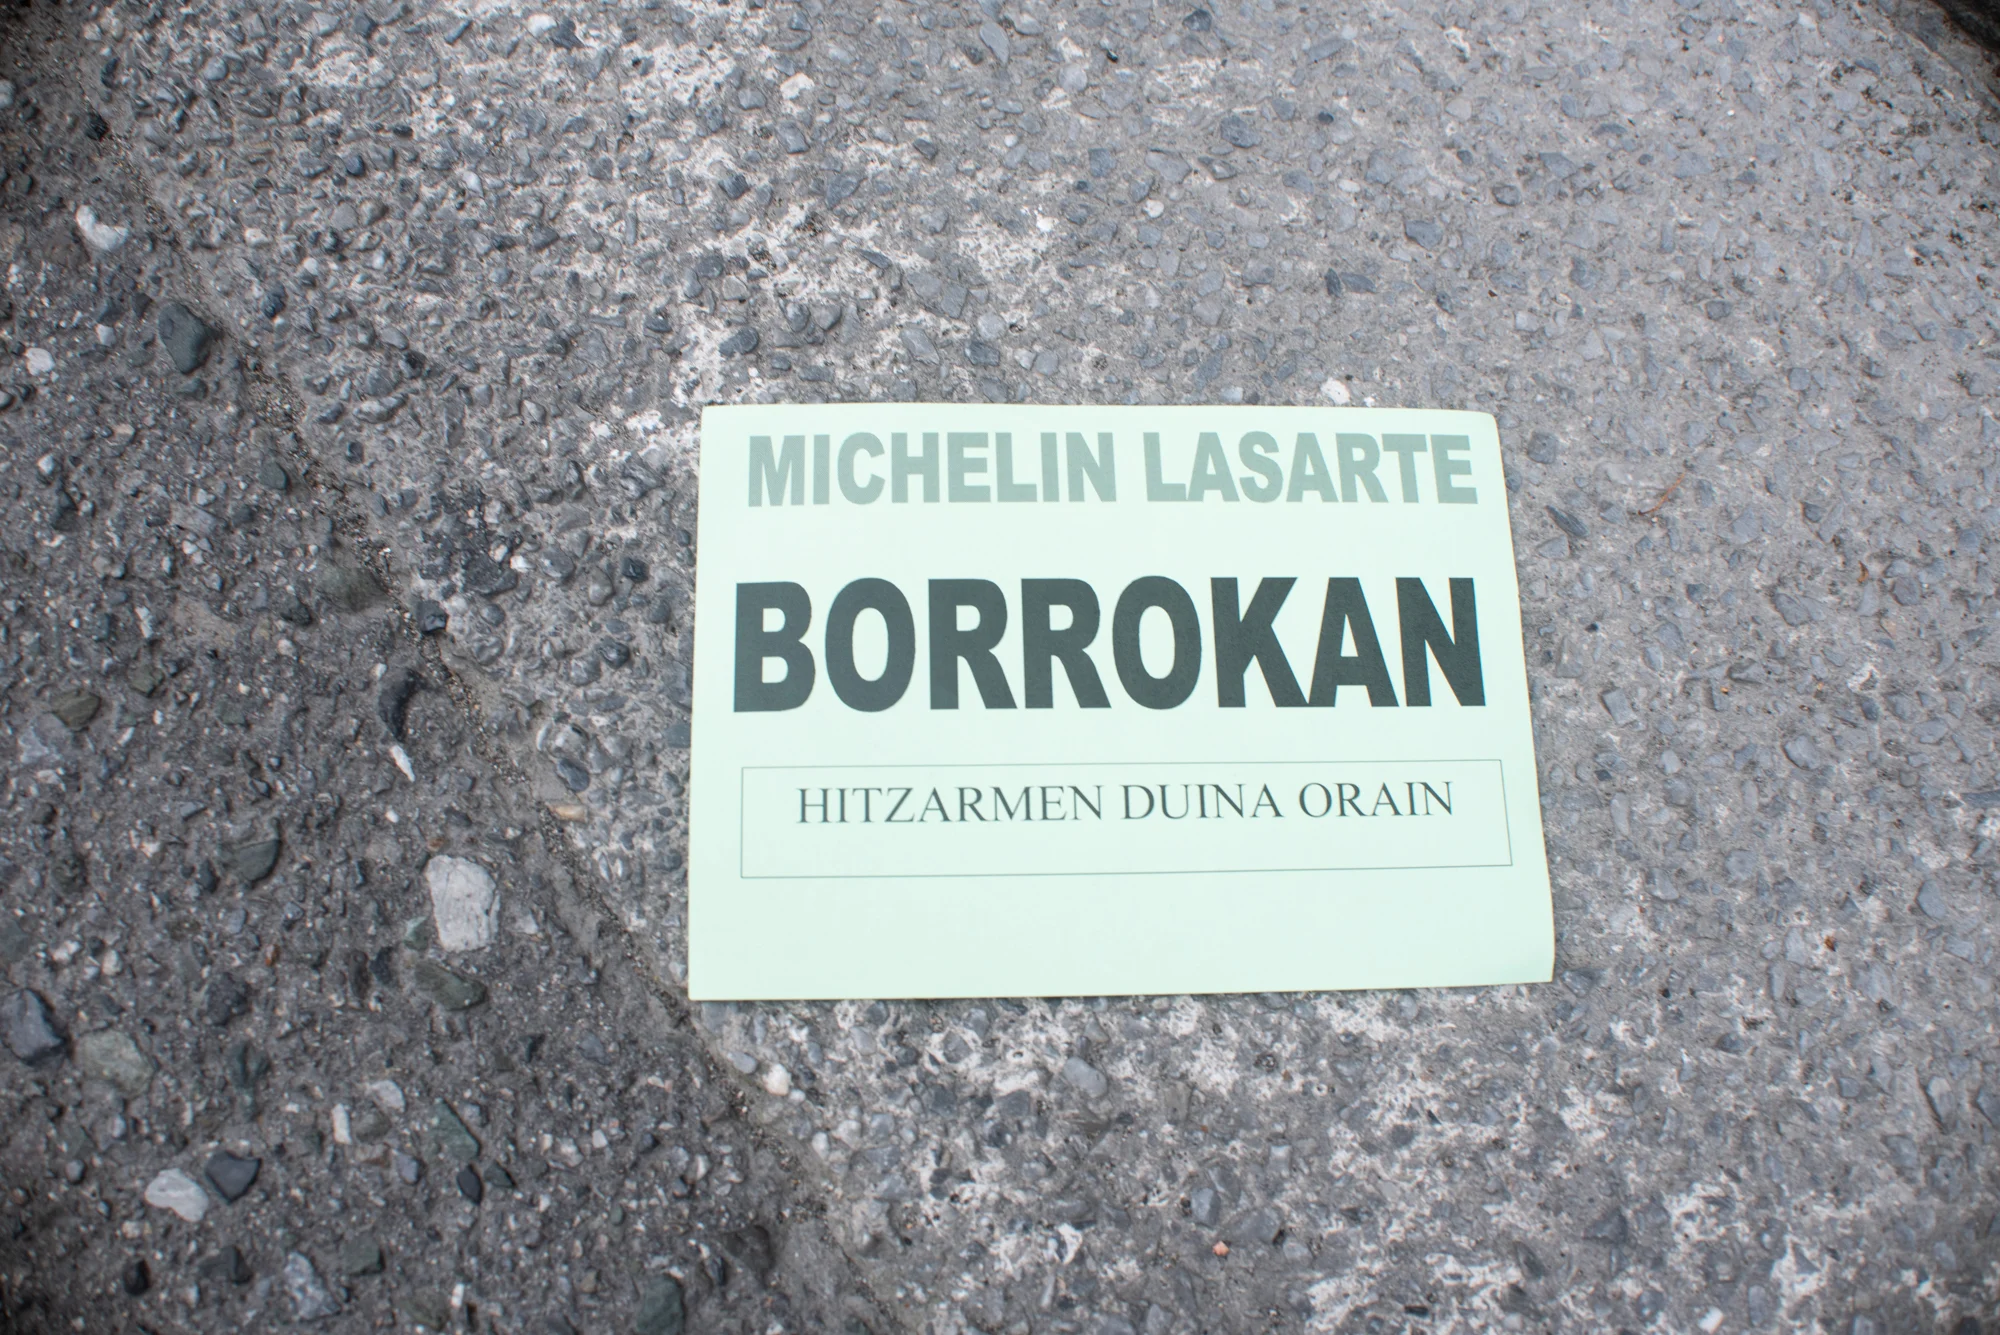 MICHELIN LASARTE
BORROKAN
HITZARMEN DUINA ORAIN